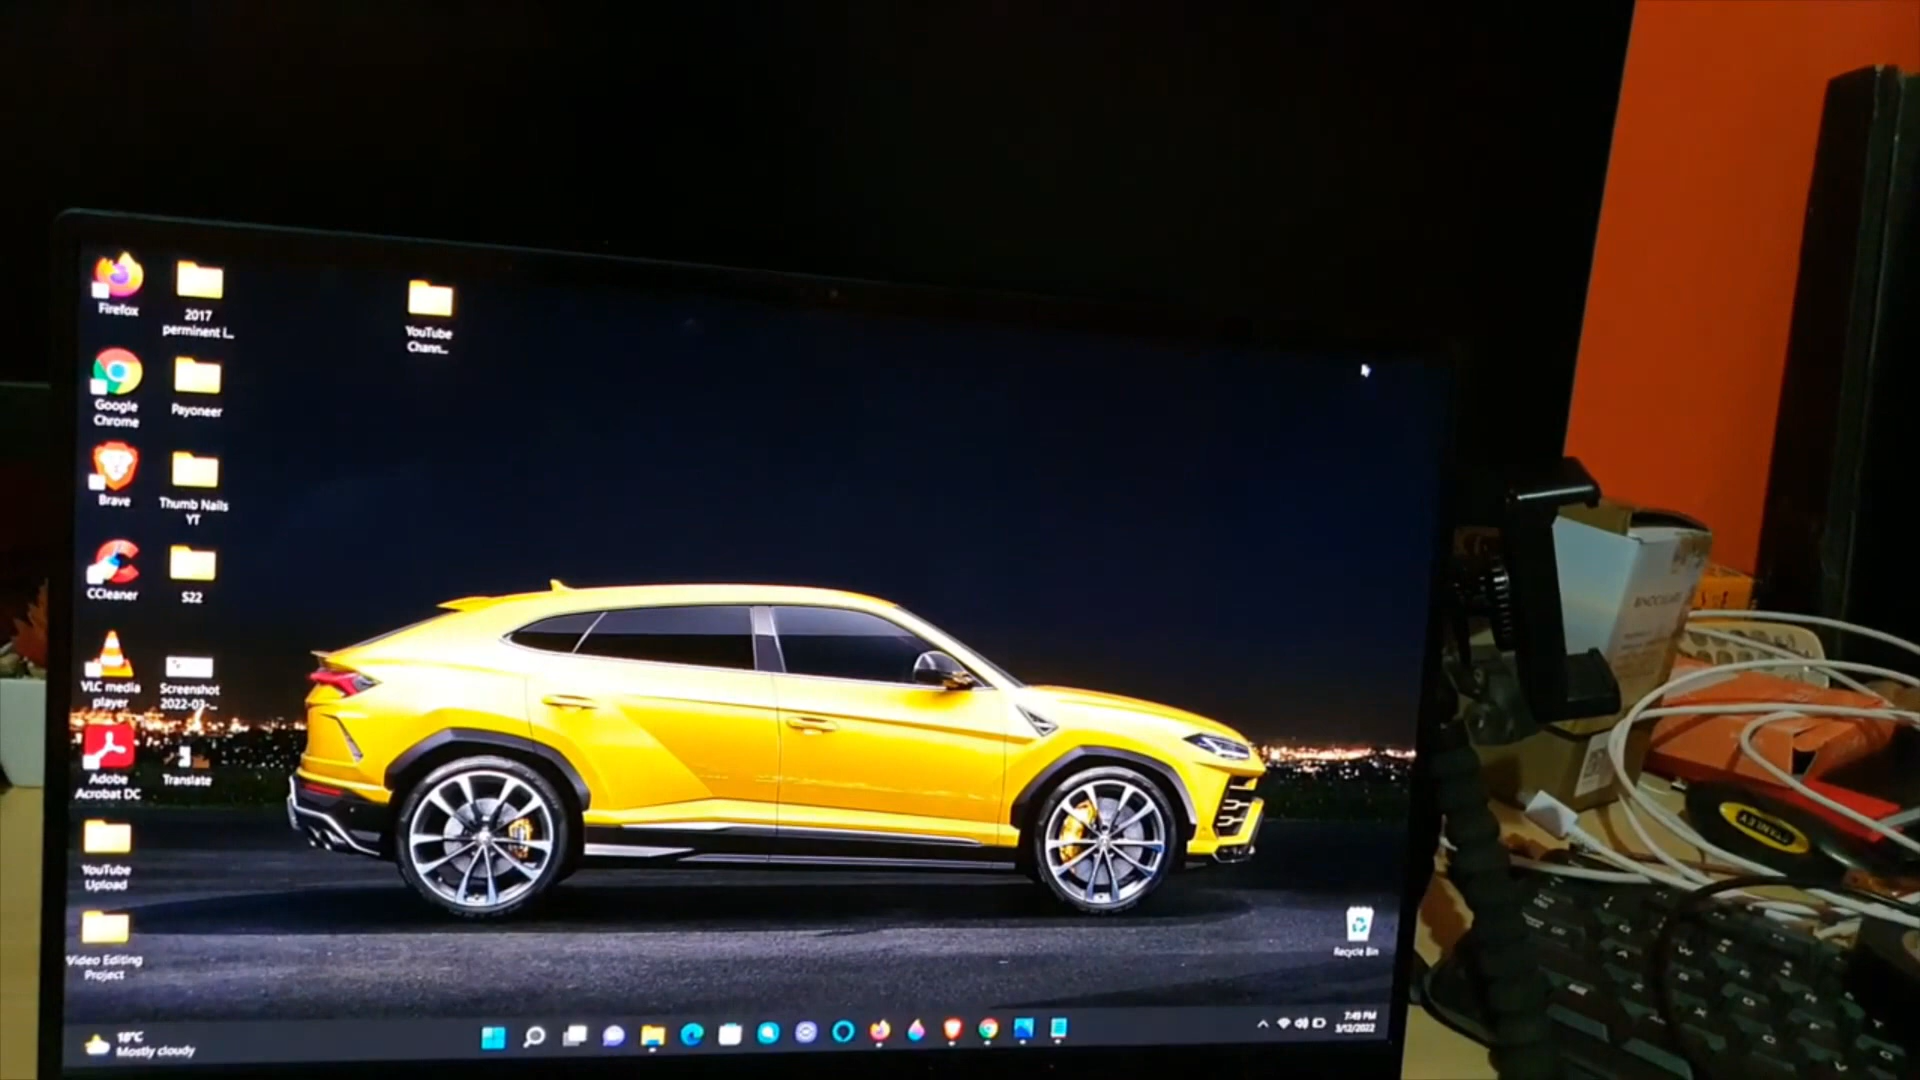 Firefox
2017
perminent l...
YouTube
Chann...
Google
Chrome
Payoneer
Brave
Thumb Nails
YT
CCleaner
S22
VLC media
player
Screenshot
2022-03-...
Adobe
Acrobat DC
Translate
YouTube
Upload
Video Editing
Project
Recycle Bin
18°C
Mostly cloudy
7:49 PM
3/12/2022
STANLEY